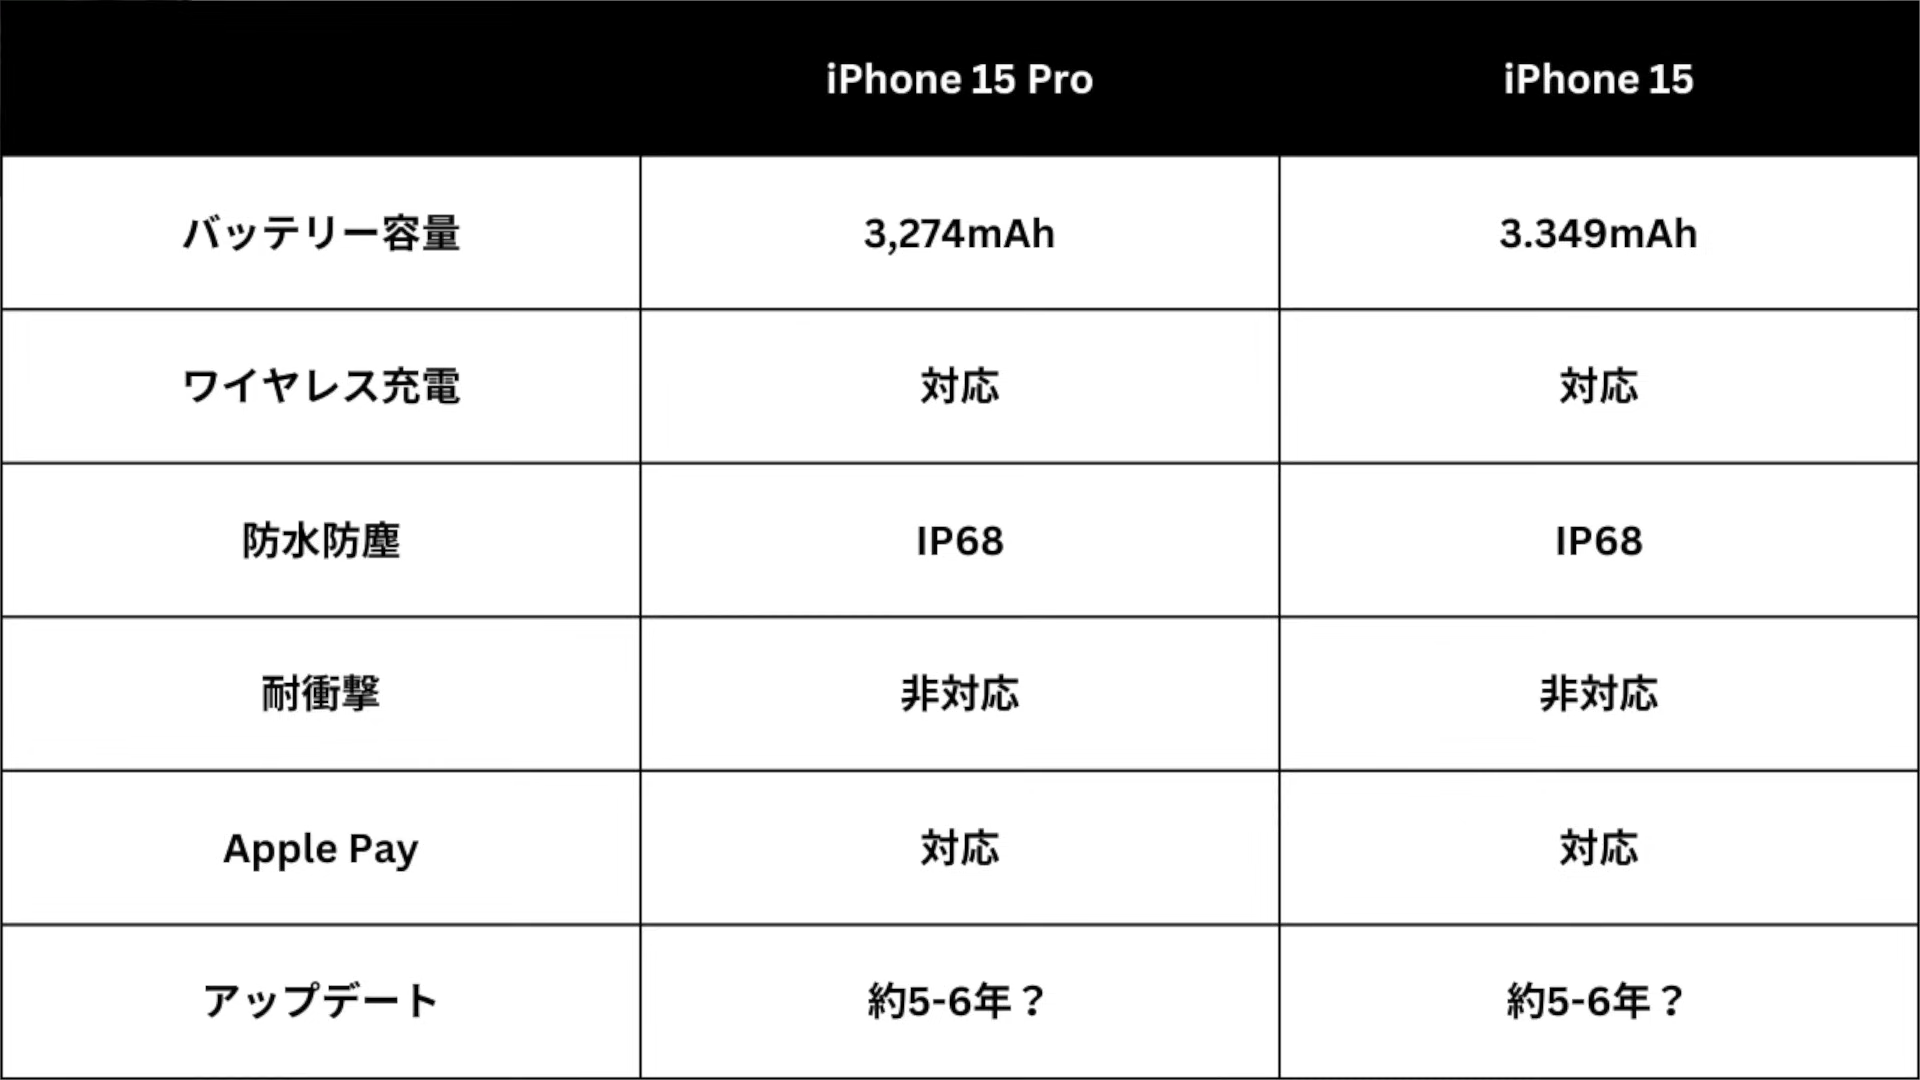 iPhone 15 Pro iPhone 15
バッテリー容量 3,274mAh 3.349mAh
ワイヤレス充電 対応 対応
防水防塵 IP68 IP68
耐衝撃 非対応 非対応
Apple Pay 対応 対応
アップデート 約5-6年？ 約5-6年？